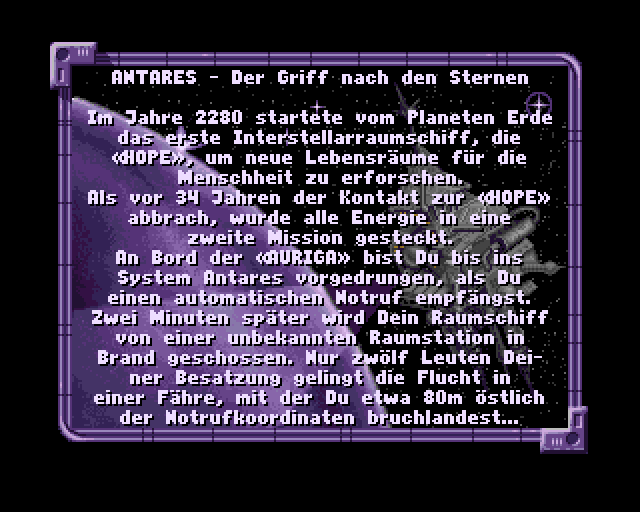 ANTARES - Der Griff nach den Sternen
Im Jahre 2280 startete vom Planeten Erde
das erste Interstellarraumschiff, die
«HOPE», um neue Lebensräume für die
Menschheit zu erforschen.
Als vor 34 Jahren der Kontakt zur «HOPE»
abbrach, wurde alle Energie in eine
zweite Mission gesteckt.
An Bord der «AURIGA» bist Du bis ins
System Antares vorgedrungen, als Du
einen automatischen Notruf empfängst.
Zwei Minuten später wird Dein Raumschiff
von einer unbekannten Raumstation in
Brand geschossen. Nur zwölf Leuten Dei-
ner Besatzung gelingt die Flucht in
einer Fähre, mit der Du etwa 80m östlich
der Notrufkoordinaten bruchlandest...